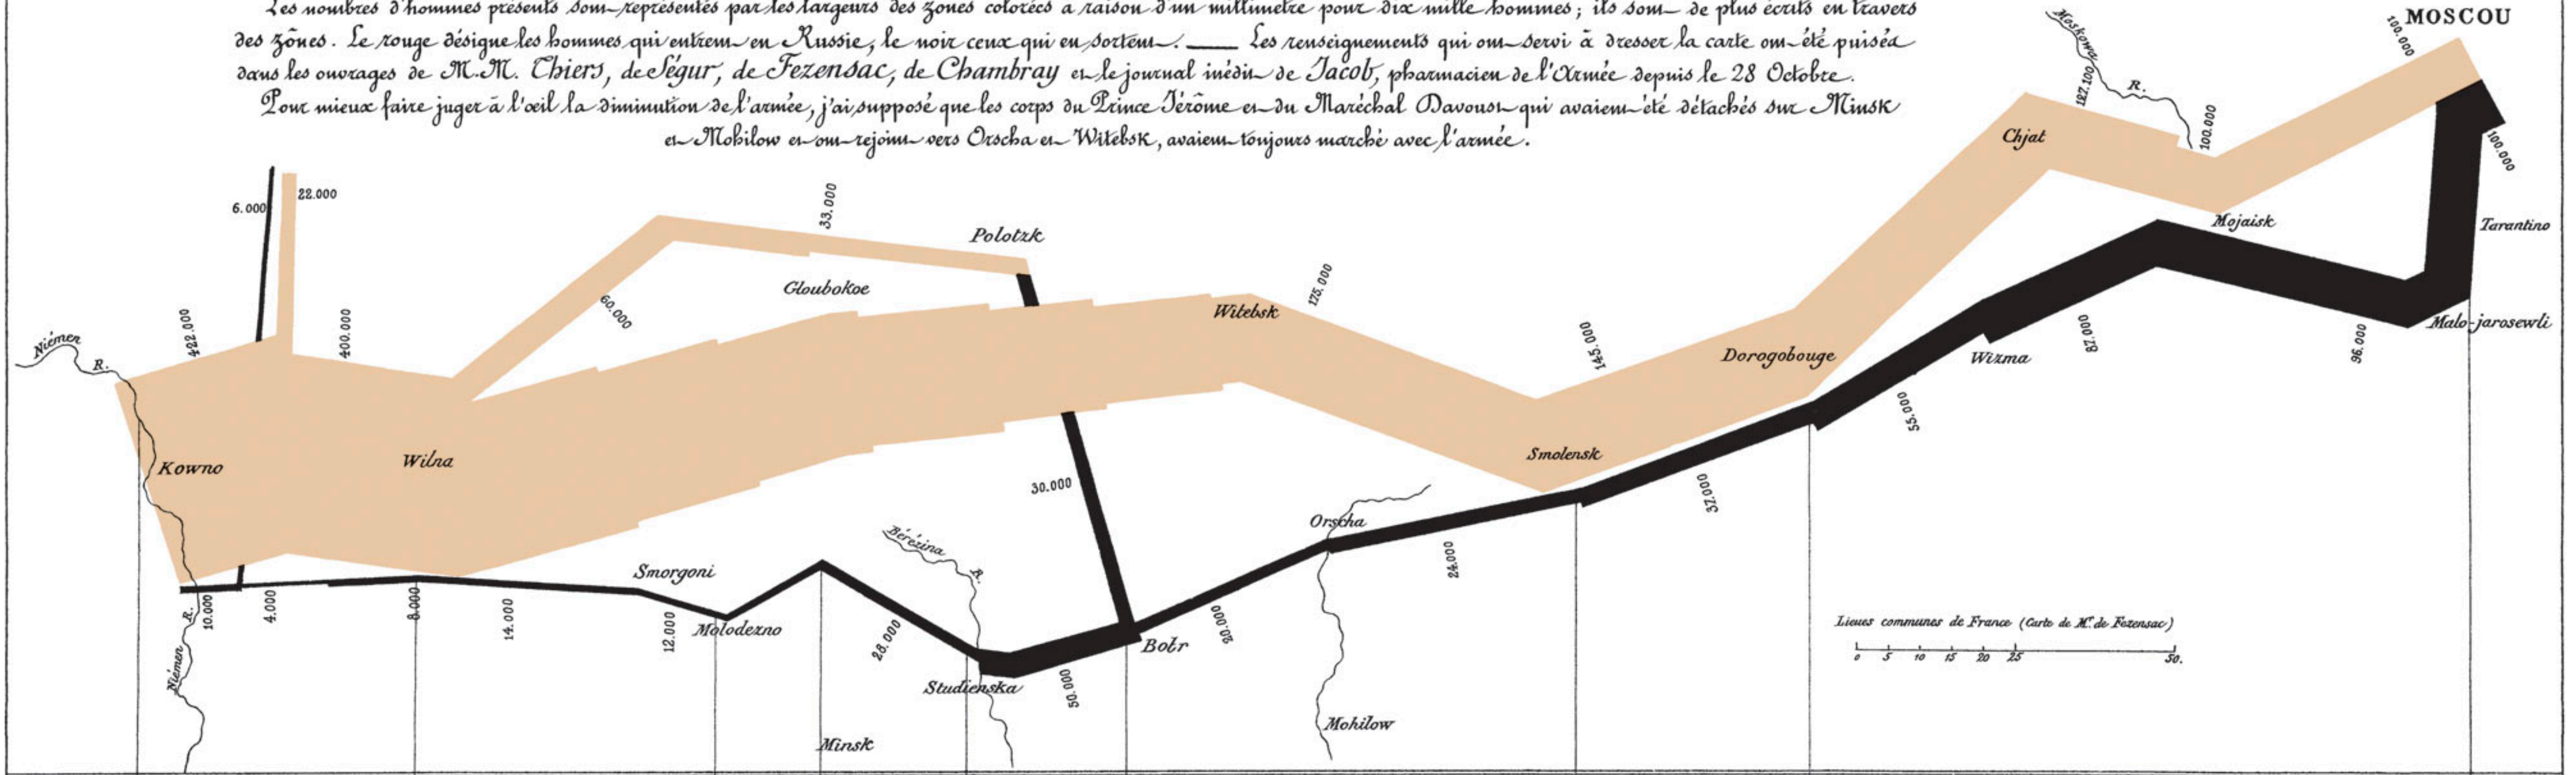 Les nombres d'hommes présents sont représentés par les largeurs des zones colorées à raison d'un millimètre pour dix mille hommes; ils sont de plus écrits en travers
des zônes. Le rouge désigne les hommes qui entrent en Russie, le noir ceux qui en sortent. ___ Les renseignements qui ont servi à dresser la carte ont été puisés
dans les ouvrages de M.M. Thiers, de Ségur, de Fezensac, de Chambray et le journal inédit de Jacob, pharmacien de l'Armée depuis le 28 Octobre.
Pour mieux faire juger à l'œil la diminution de l'armée, j'ai supposé que les corps du Prince Jérôme et du Maréchal Davoust qui avaient été détachés sur Minsk
et Mohilow et ont rejoint vers Orscha et Witebsk, avaient toujours marché avec l'armée.
MOSCOU
100.000
Moskowa
R.
127.100
100.000
100.000
Chjat
Mojaisk
Tarantino
6.000
22.000
33.000
Polotzk
Gloubokoe
60.000
175.000
Witebsk
422.000
400.000
Niémen
R.
145.000
Dorogobouge
Wizma
82.000
96.000
Malo-jarosewli
Kowno
Wilna
Smolensk
55.000
30.000
37.000
Orscha
24.000
Bérézina
R.
Smorgoni
10.000
4.000
8.000
14.000
12.000
Molodezno
28.000
Studienska
50.000
Botr
20.000
R.
Niémen
Minsk
Mohilow
Lieues communes de France (Carte de M. de Fezensac)
0 5 10 15 20 25 50.